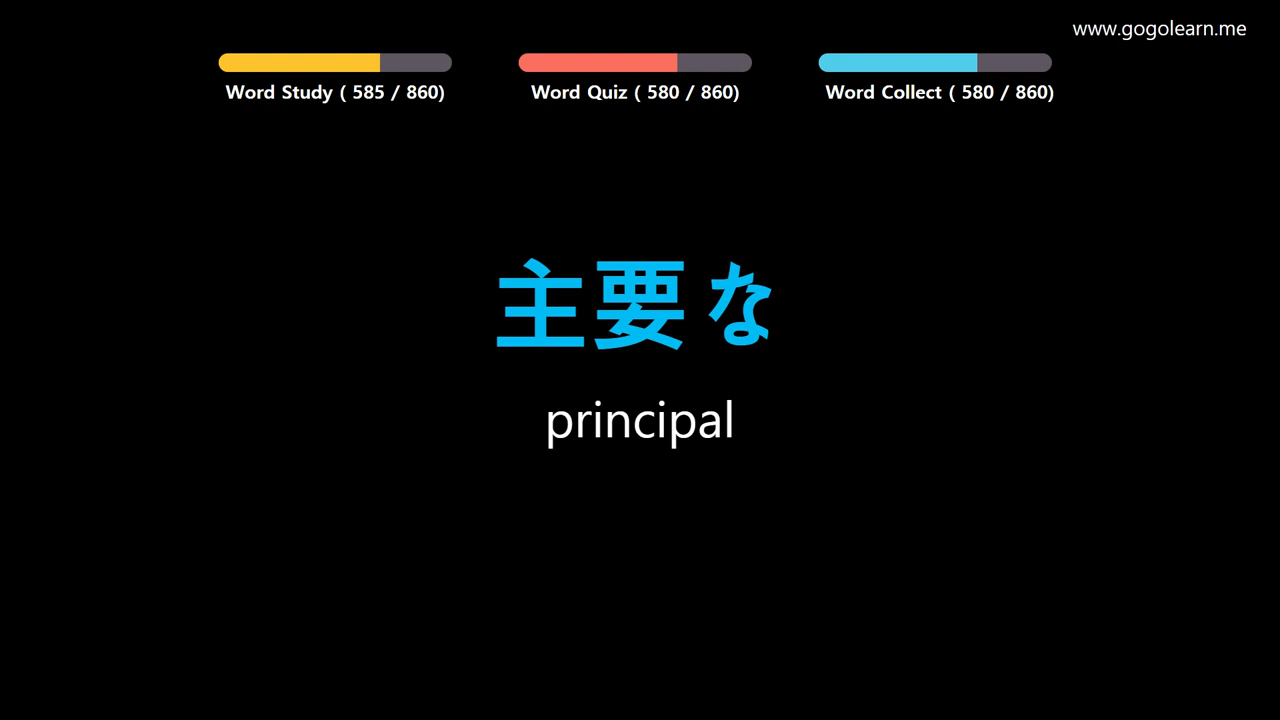 www.gogolearn.me
Word Study ( 585 / 860)
Word Quiz ( 580 / 860)
Word Collect ( 580 / 860)
主要な
principal